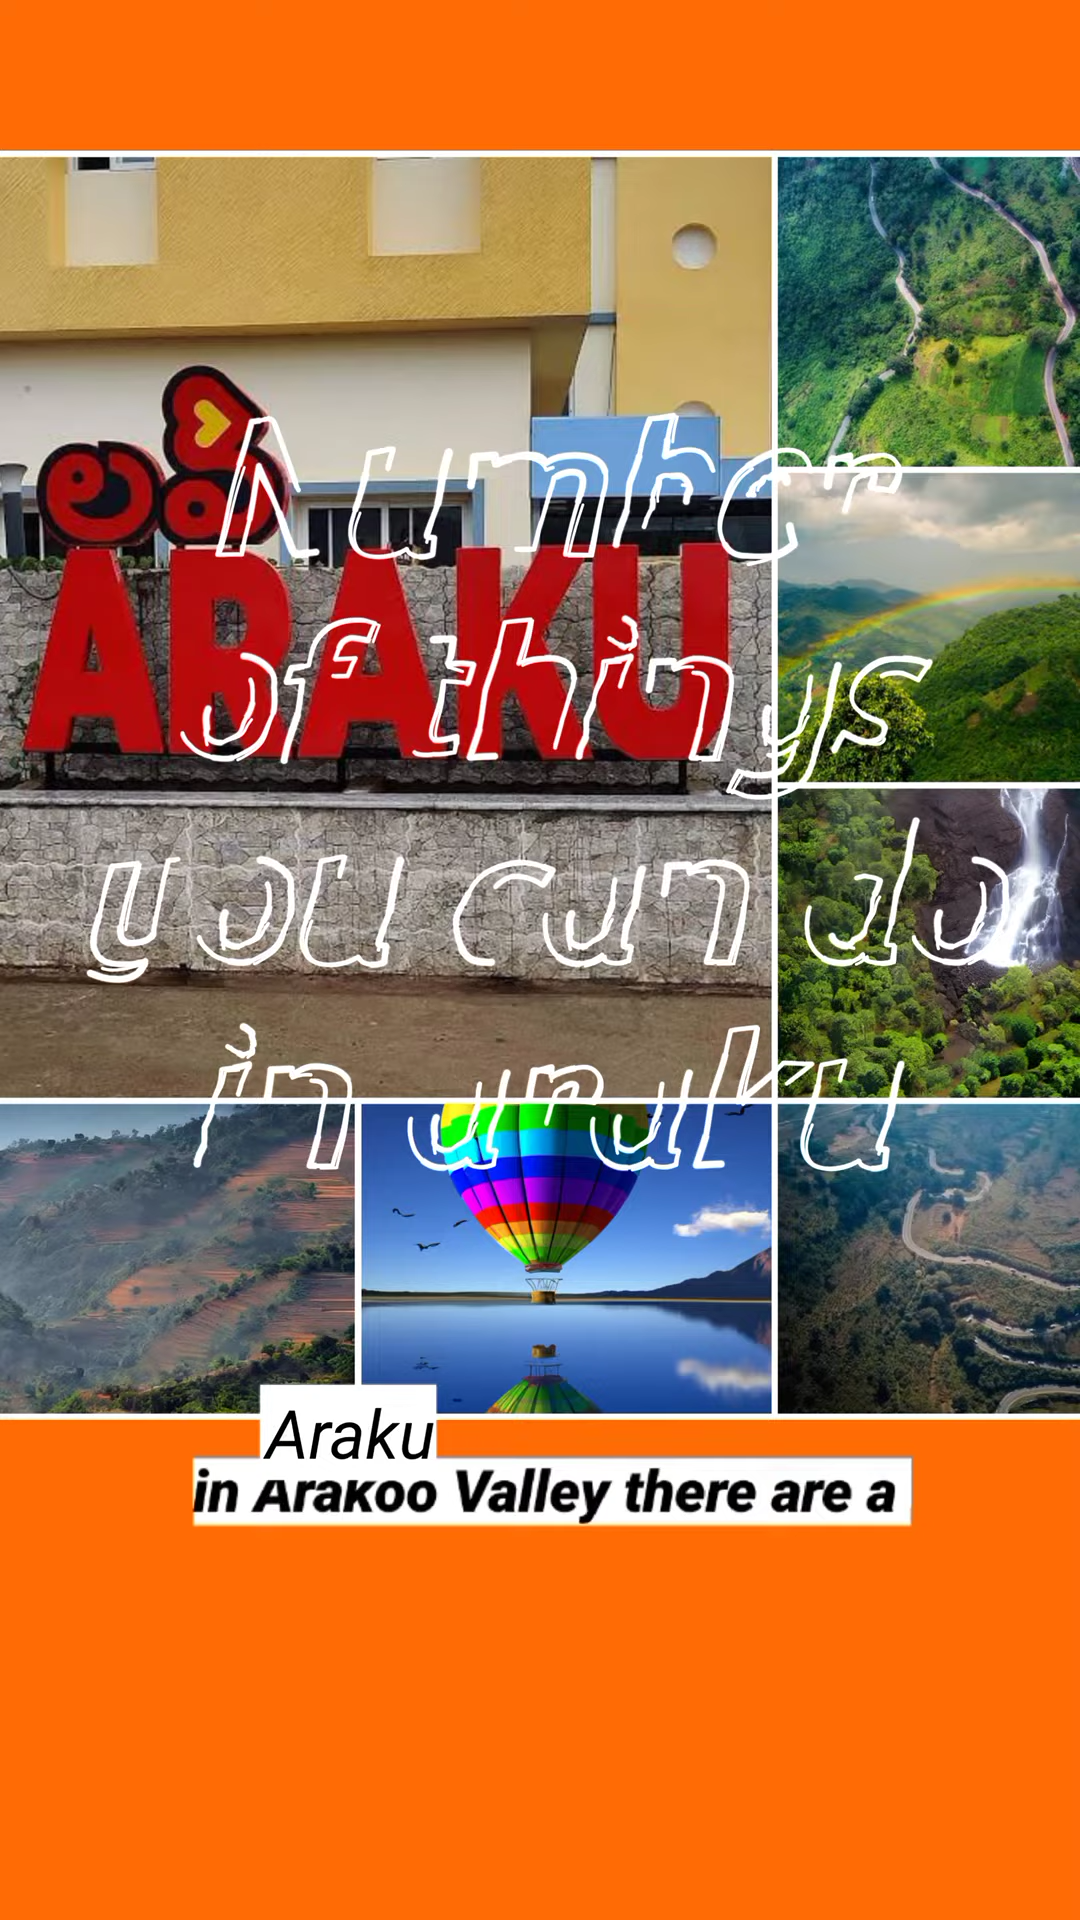 ARAKU
Number
of things
you can do
in araku
Araku
in Arakoo Valley there are a